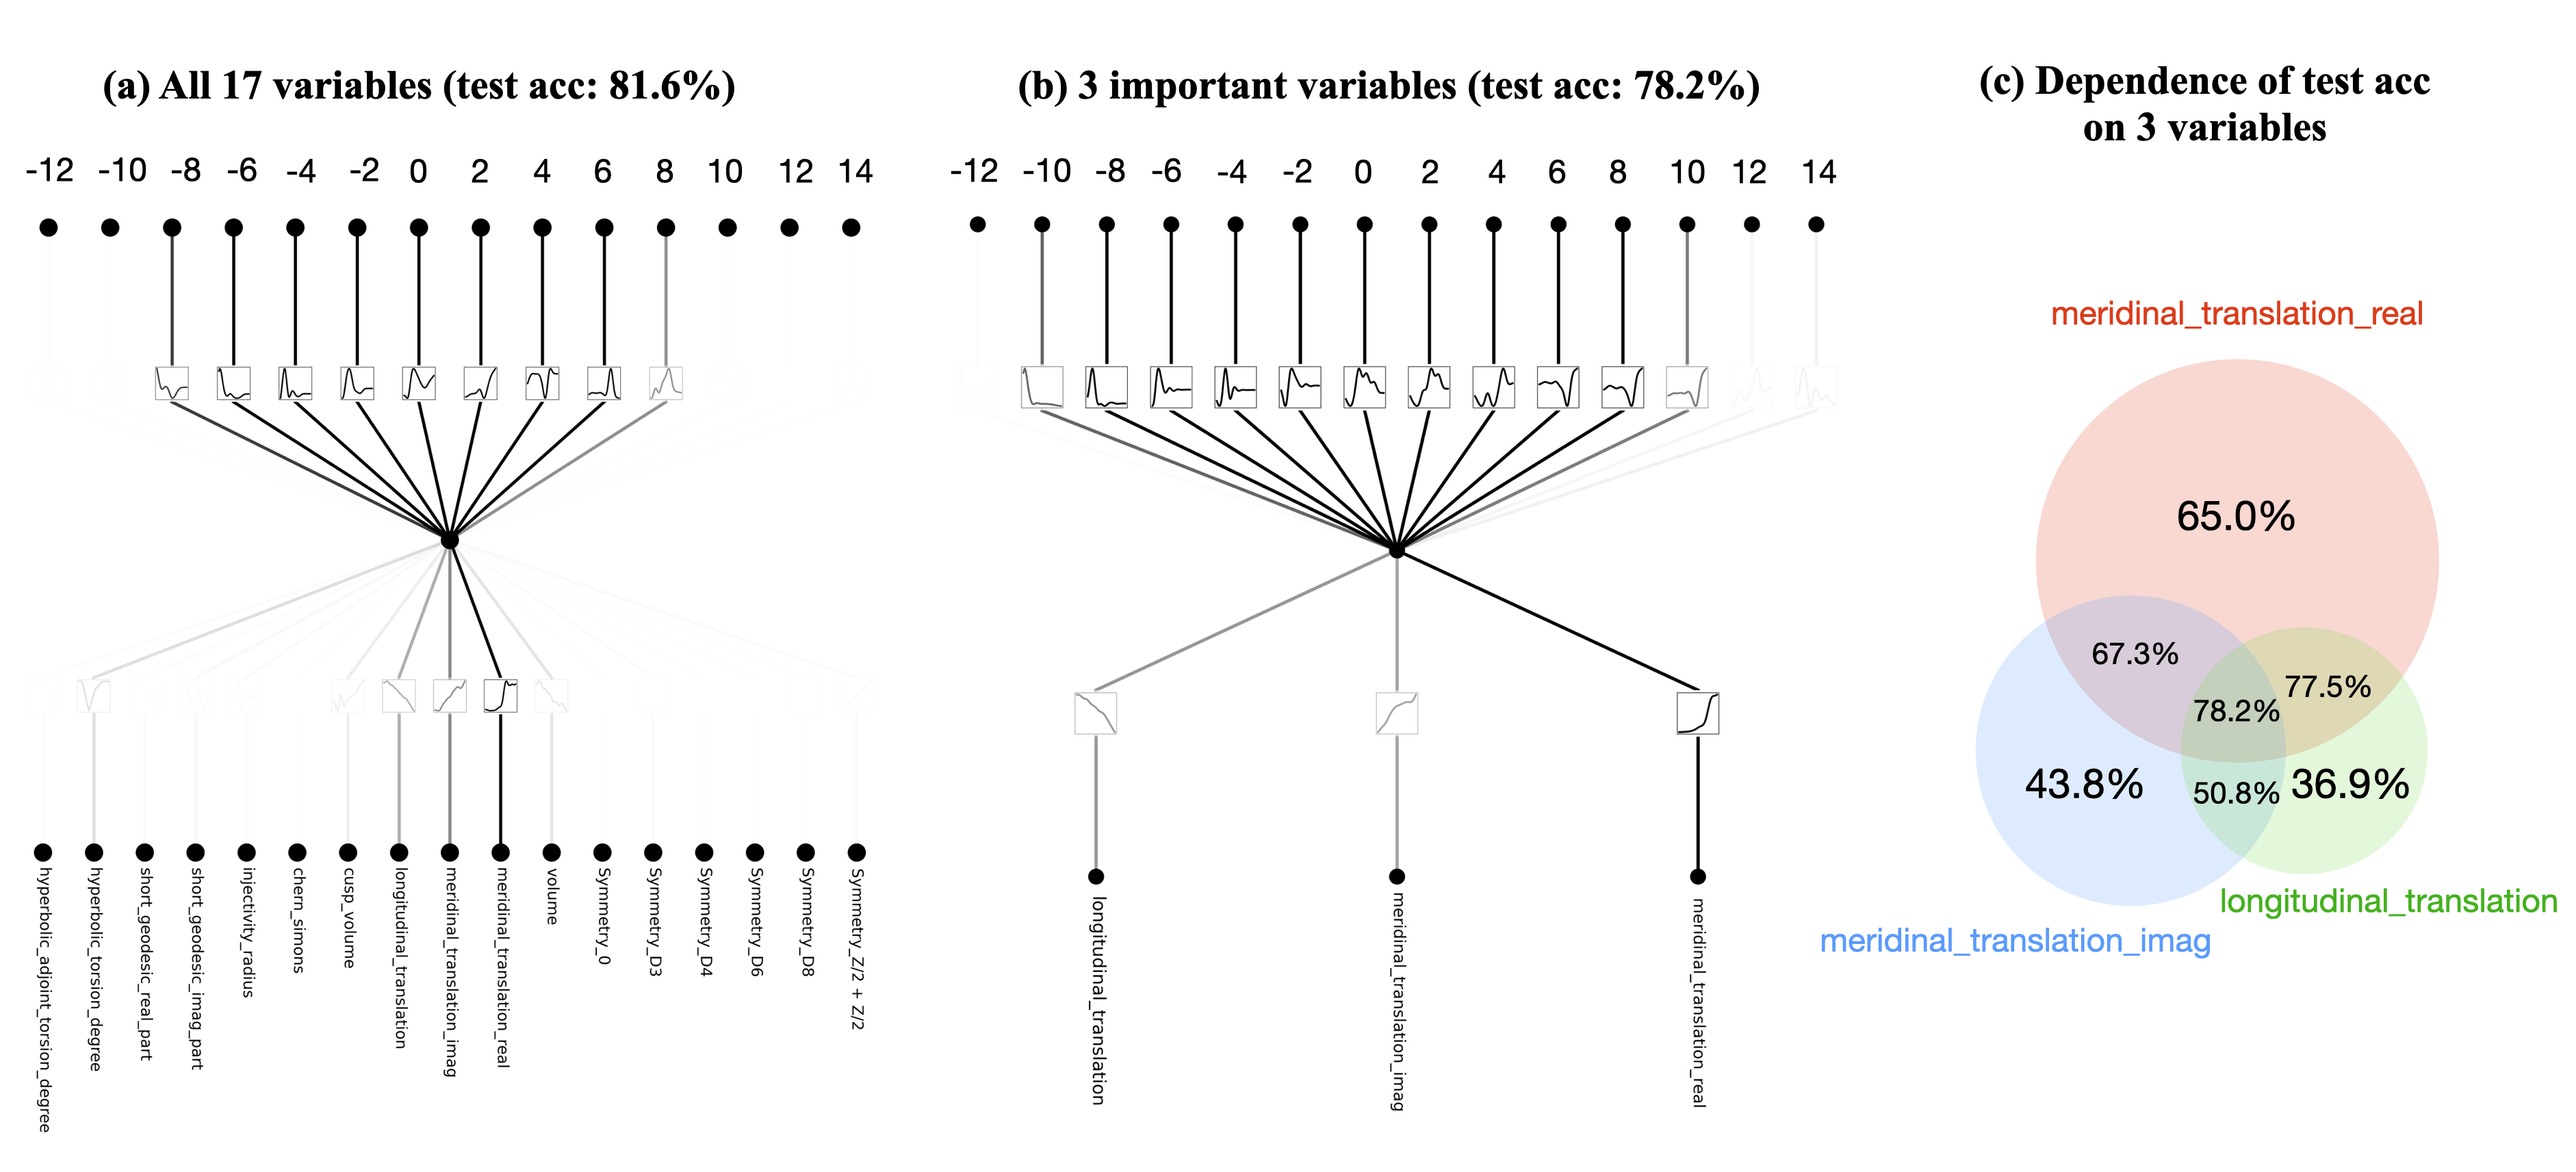 (a) All 17 variables (test acc: 81.6%)
-12 -10 -8 -6 -4 -2 0 2 4 6 8 10 12 14
hyperbolic_adjoint_torsion_degree
hyperbolic_torsion_degree
short_geodesic_real_part
short_geodesic_imag_part
injectivity_radius
chern_simons
cusp_volume
longitudinal_translation
meridinal_translation_imag
meridinal_translation_real
volume
Symmetry_0
Symmetry_D3
Symmetry_D4
Symmetry_D6
Symmetry_D8
Symmetry_Z/2 + Z/2
(b) 3 important variables (test acc: 78.2%)
-12 -10 -8 -6 -4 -2 0 2 4 6 8 10 12 14
longitudinal_translation
meridinal_translation_imag
meridinal_translation_real
(c) Dependence of test acc
on 3 variables
meridinal_translation_real
65.0%
67.3%
77.5%
78.2%
43.8%
50.8%
36.9%
longitudinal_translation
meridinal_translation_imag